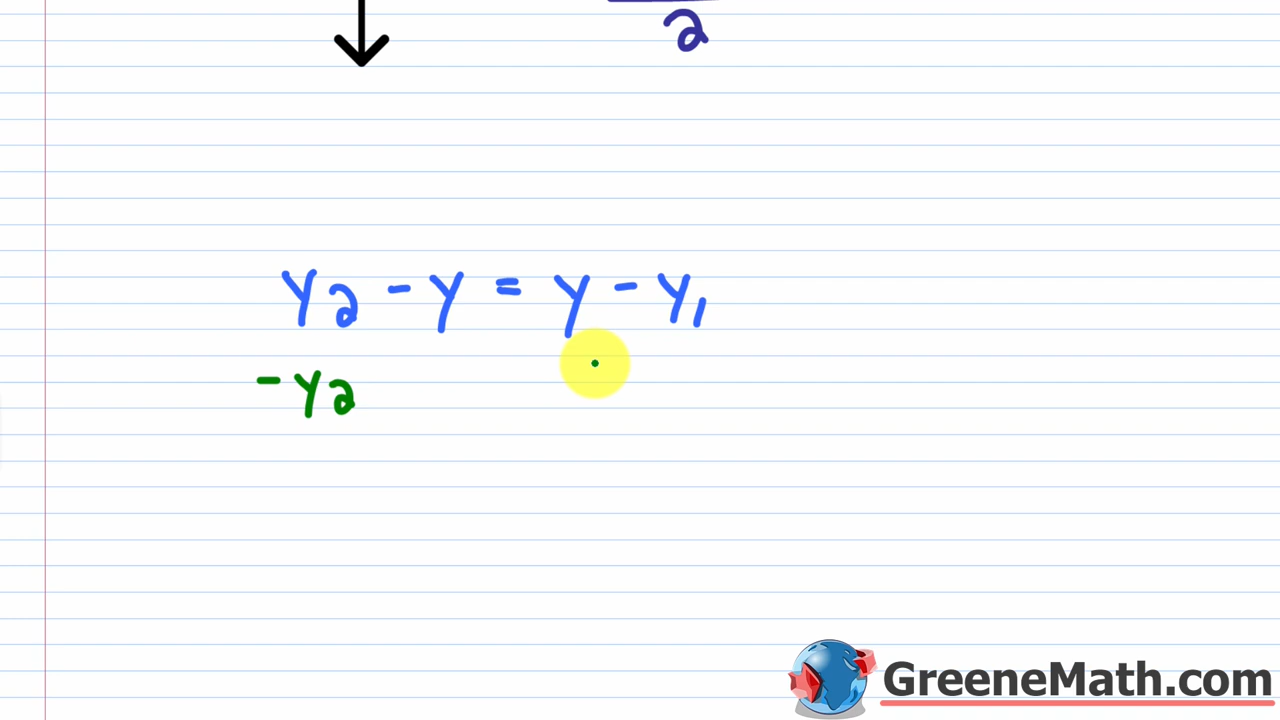 2
y₂ - y = y - y₁
- y₂
GreeneMath.com